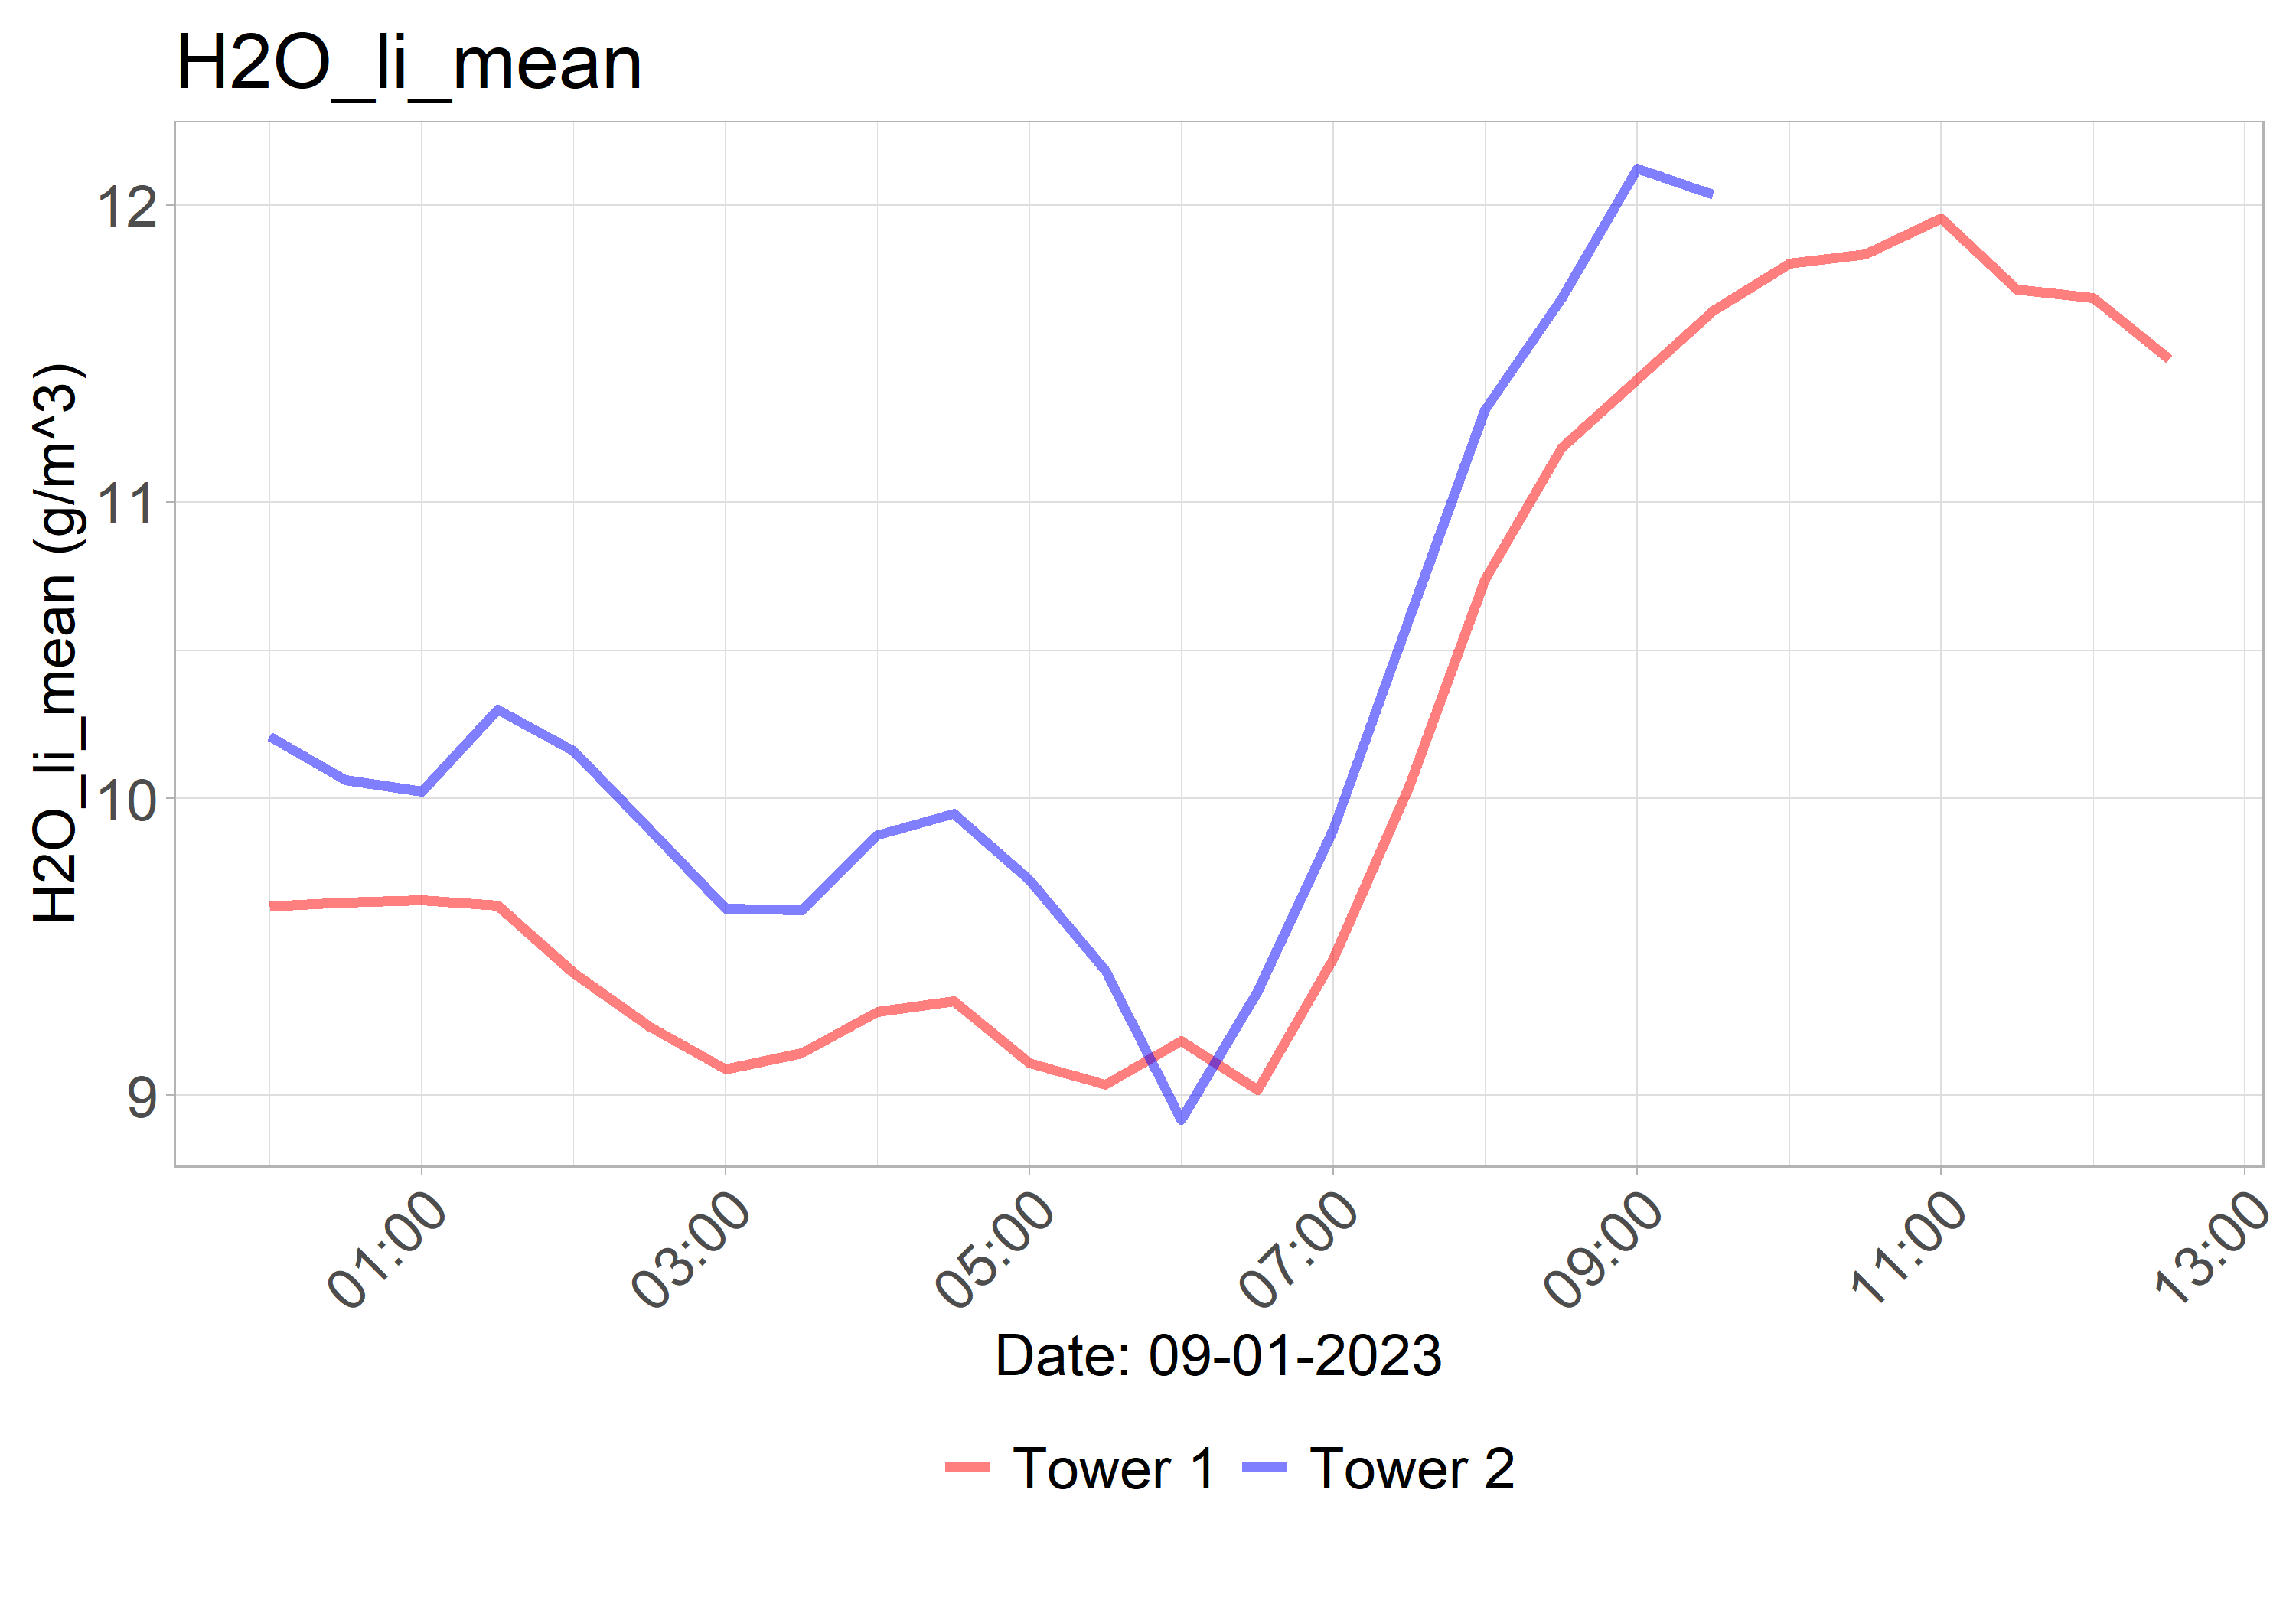 H2O_li_mean
H2O_li_mean (g/m^3)
12
11
10
9
01:00
03:00
05:00
07:00
09:00
11:00
13:00
Date: 09-01-2023
Tower 1
Tower 2